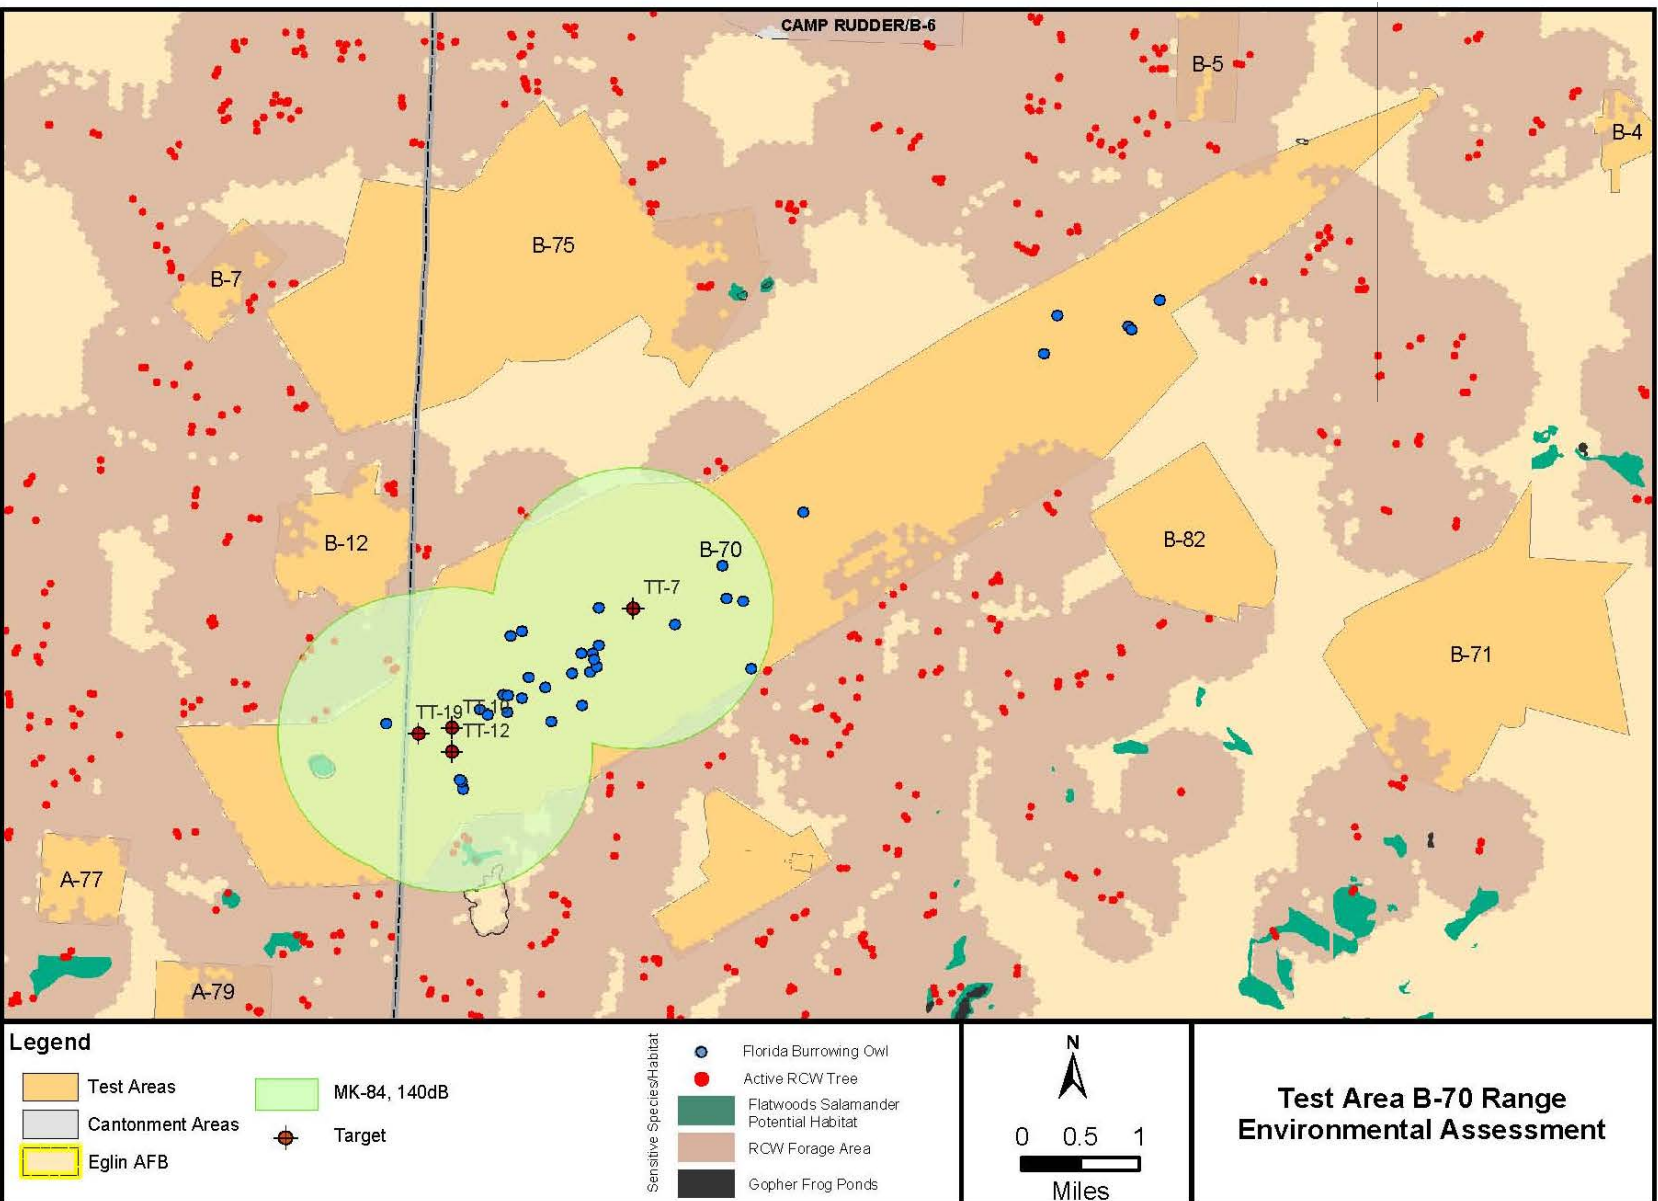 CAMP RUDDER/B-6
B-5
B-4
B-75
B-7
B-12
B-70
B-82
TT-7
B-71
TT-19
TT-10
TT-12
A-77
A-79
Legend
Test Areas
Cantonment Areas
Eglin AFB
MK-84, 140dB
Target
Sensitive Species/Habitat
Florida Burrowing Owl
Active RCW Tree
Flatwoods Salamander
Potential Habitat
RCW Forage Area
Gopher Frog Ponds
N
0 0.5 1
Miles
Test Area B-70 Range
Environmental Assessment